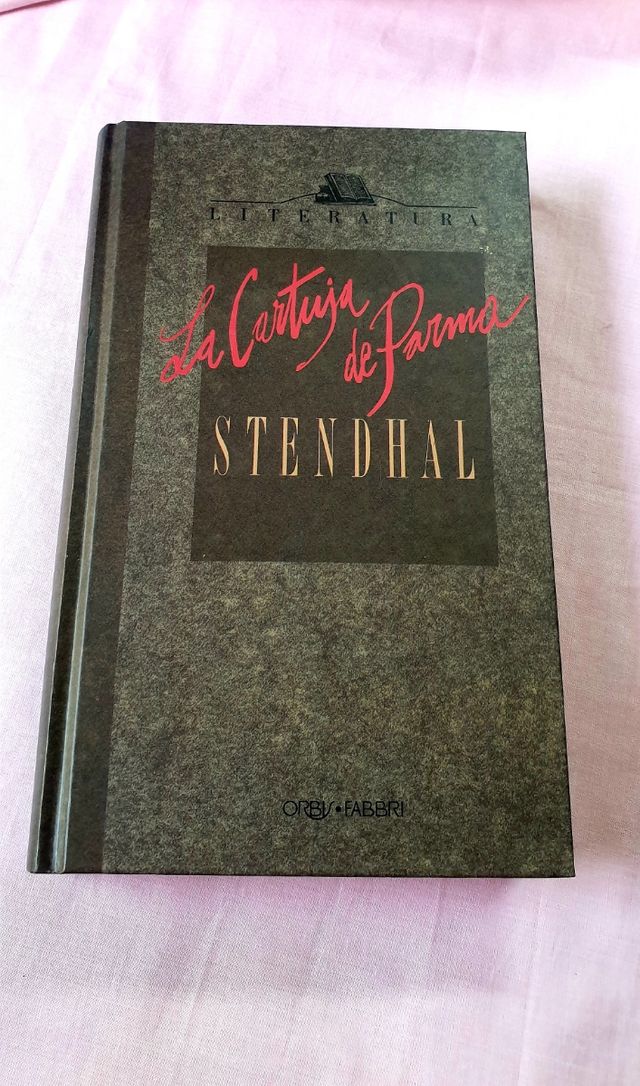 LITERATURA
La Cartuja
de Parma
STENDHAL
ORBIS•FABBRI